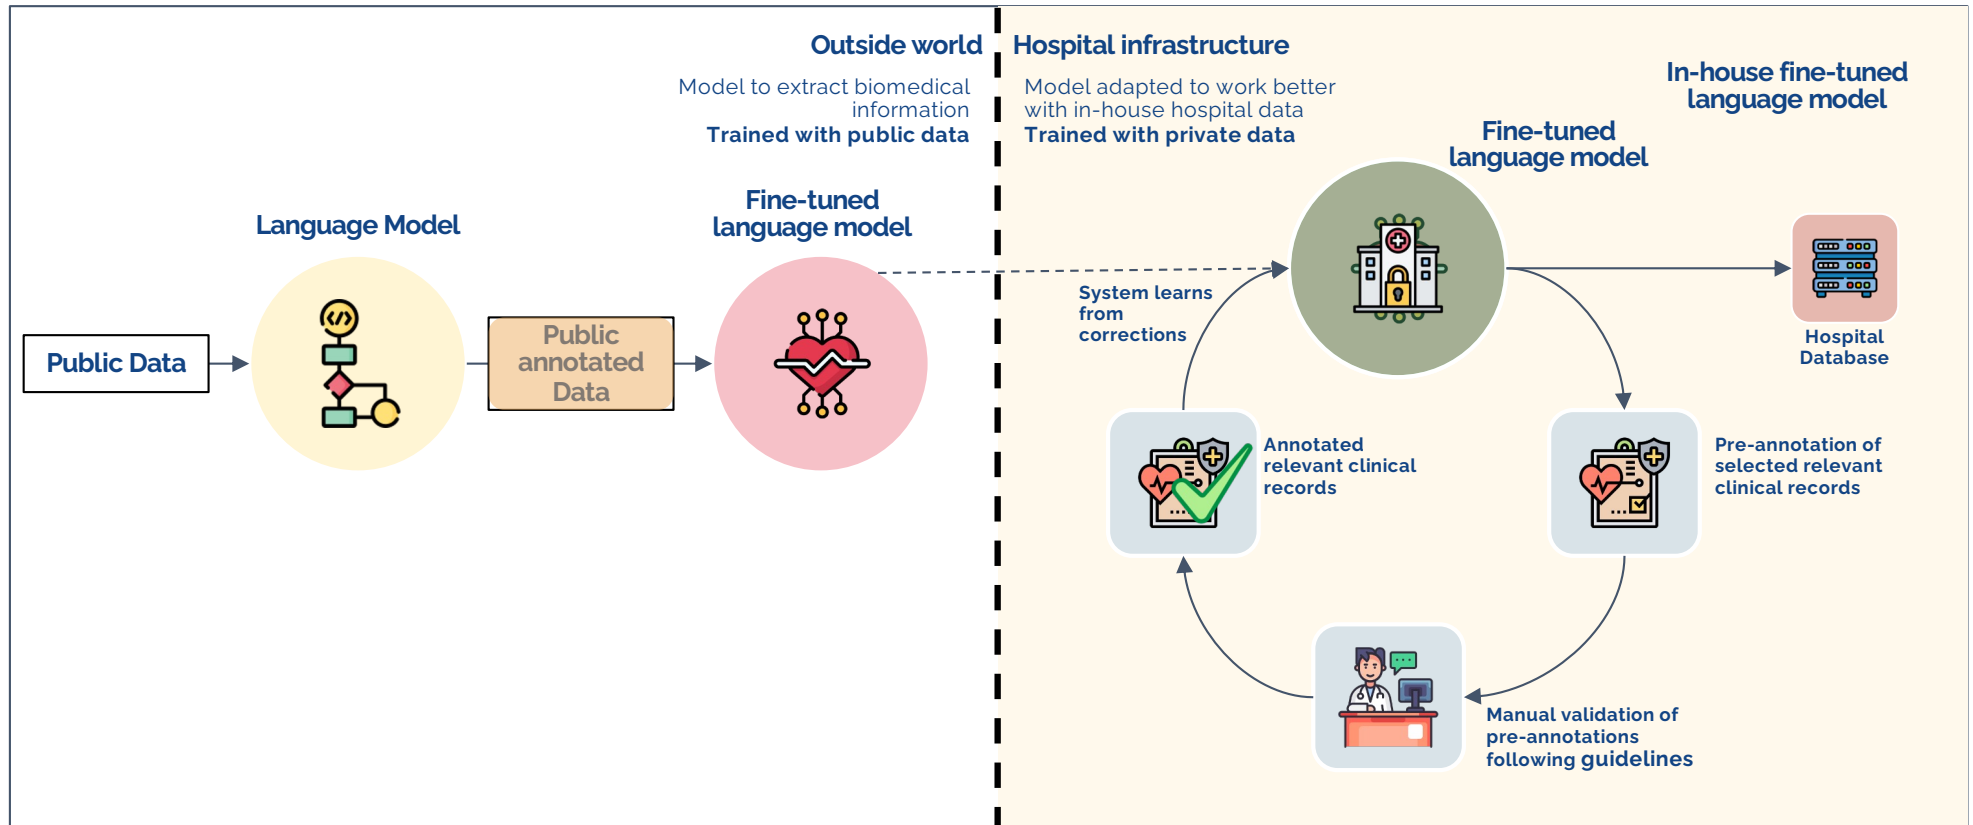 Outside world
Model to extract biomedical
information
Trained with public data
Language Model
Fine-tuned
language model
Public Data
Public
annotated
Data
Hospital infrastructure
Model adapted to work better
with in-house hospital data
Trained with private data
In-house fine-tuned
language model
Fine-tuned
language model
System learns
from
corrections
Hospital
Database
Annotated
relevant clinical
records
Pre-annotation of
selected relevant
clinical records
Manual validation of
pre-annotations
following guidelines